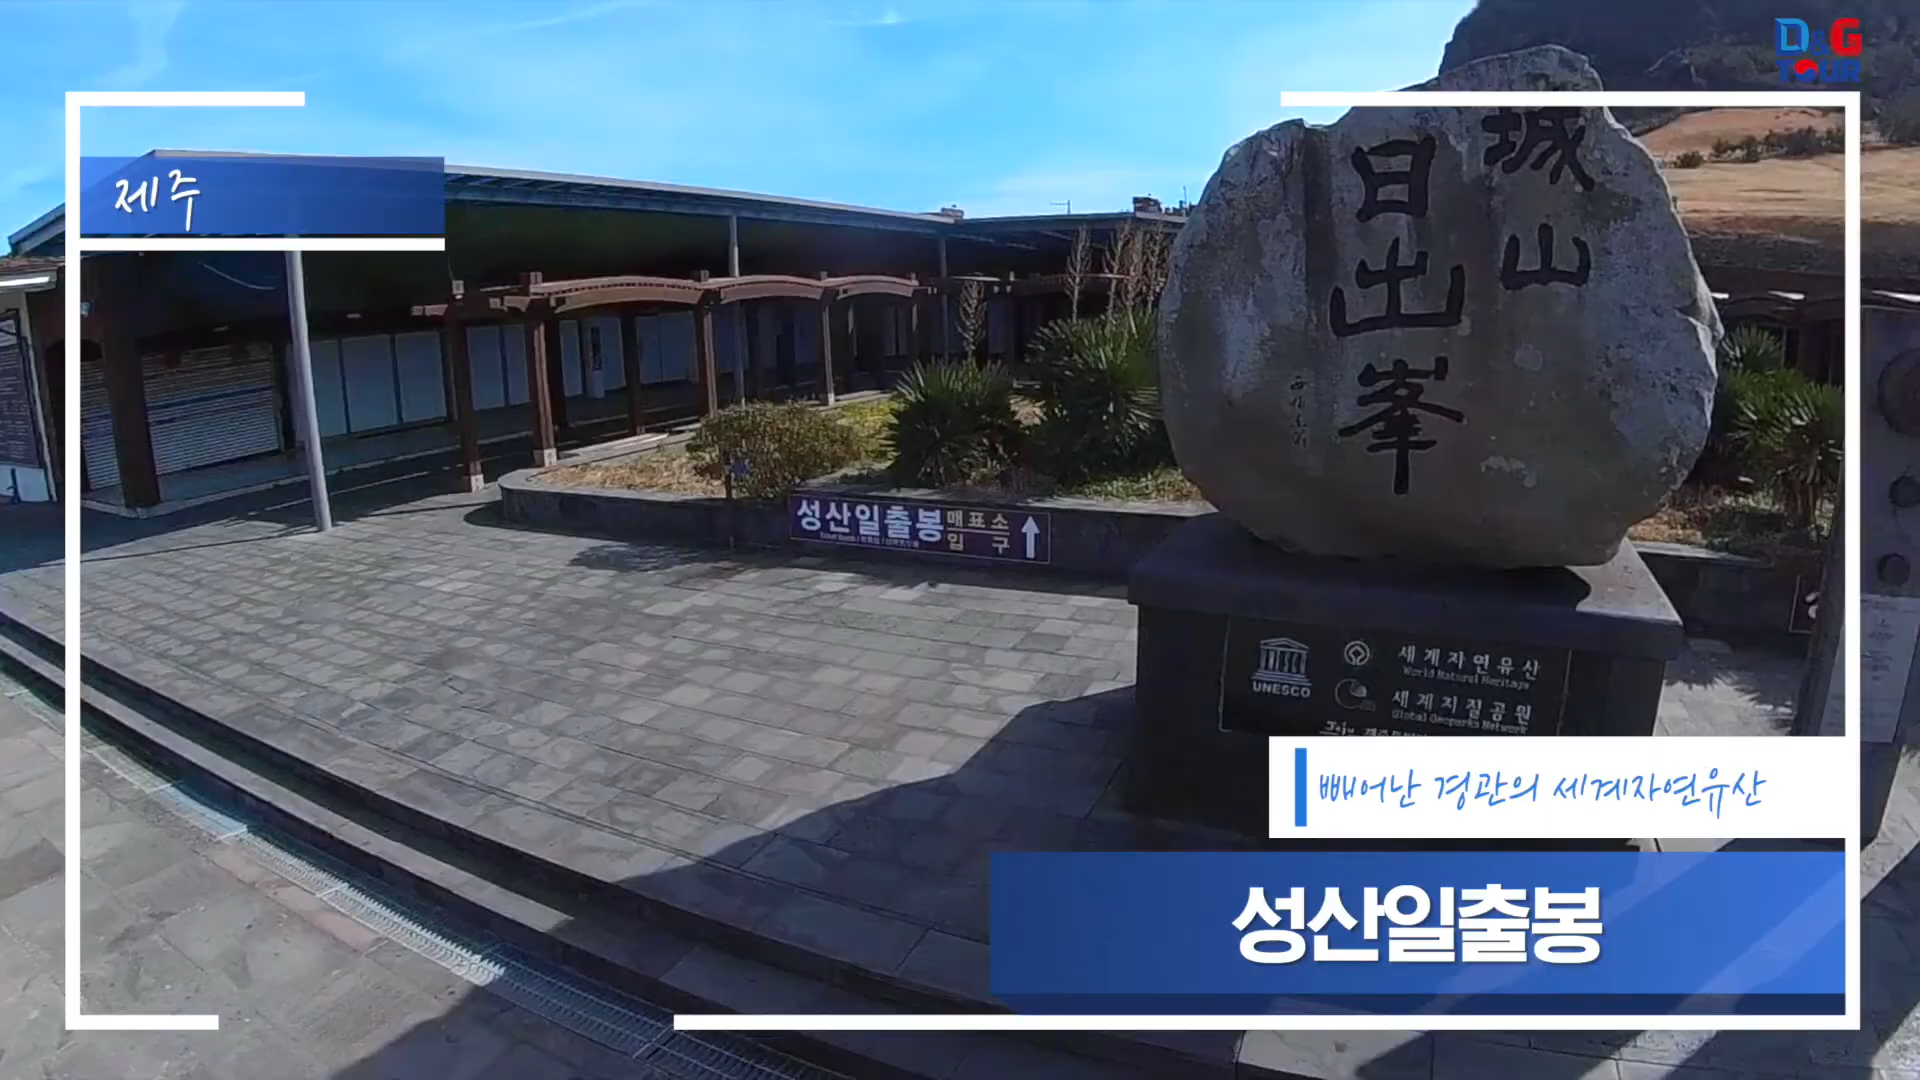 D&G
TOUR
제주
城山
日出峯
성산일출봉 매표소
입구
UNESCO
세계자연유산
World Natural Heritage
세계지질공원
Global Geoparks Network
빼어난 경관의 세계자연유산
성산일출봉